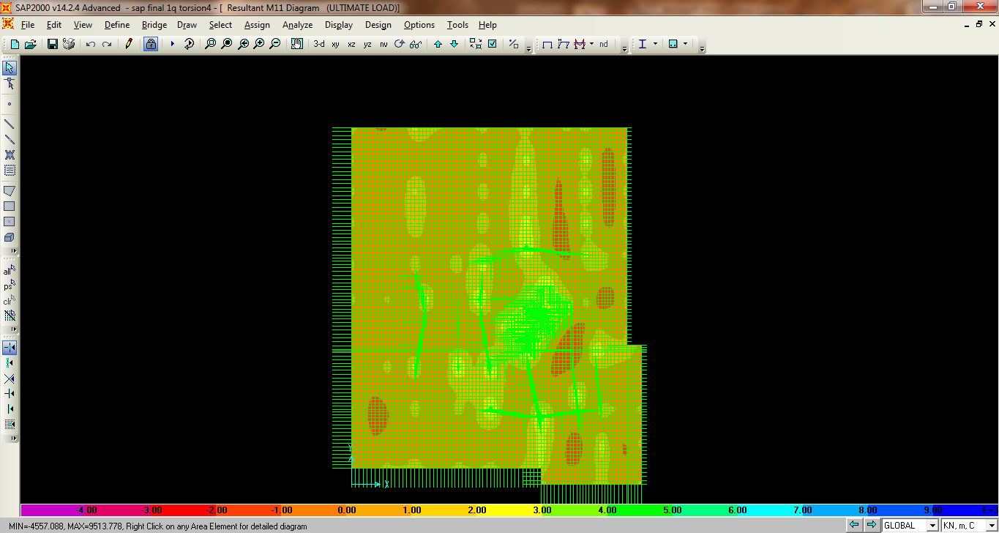 SAP2000 v14.2.4 Advanced - sap final 1q torsion4 - [ Resultant M11 Diagram (ULTIMATE LOAD)]
File Edit View Define Bridge Draw Select Assign Analyze Display Design Options Tools Help
3-d xy xz yz nv nd
all
ps
clr
Y
X
-4.00 -3.00 -2.00 -1.00 0.00 1.00 2.00 3.00 4.00 5.00 6.00 7.00 8.00 9.00 E+3
MIN=-4557.088, MAX=9513.778, Right Click on any Area Element for detailed diagram GLOBAL KN, m, C